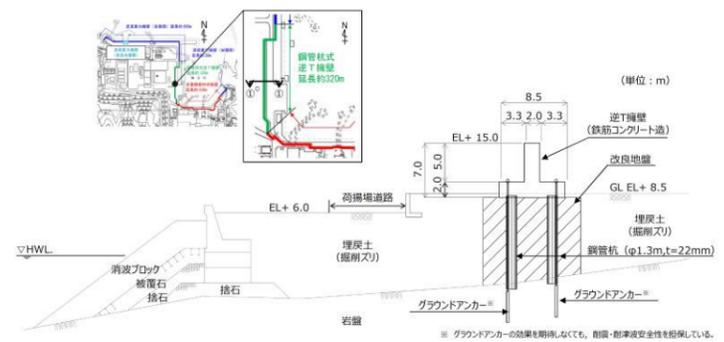 N
N
鋼管杭式
逆T擁壁
延長約320m
①
①
(単位:m)
8.5
3.3 2.0 3.3
逆T擁壁
(鉄筋コンクリート造)
EL+ 15.0
7.0
5.0
2.0
改良地盤
GL EL+ 8.5
荷揚場道路
EL+ 6.0
埋戻土
(掘削ズリ)
埋戻土
(掘削ズリ)
▽HWL.
消波ブロック
被覆石
捨石
捨石
鋼管杭(φ1.3m,t=22mm)
グラウンドアンカー※
グラウンドアンカー※
岩盤
※ グラウンドアンカーの効果を期待しなくても,耐震・耐津波安全性を担保している。